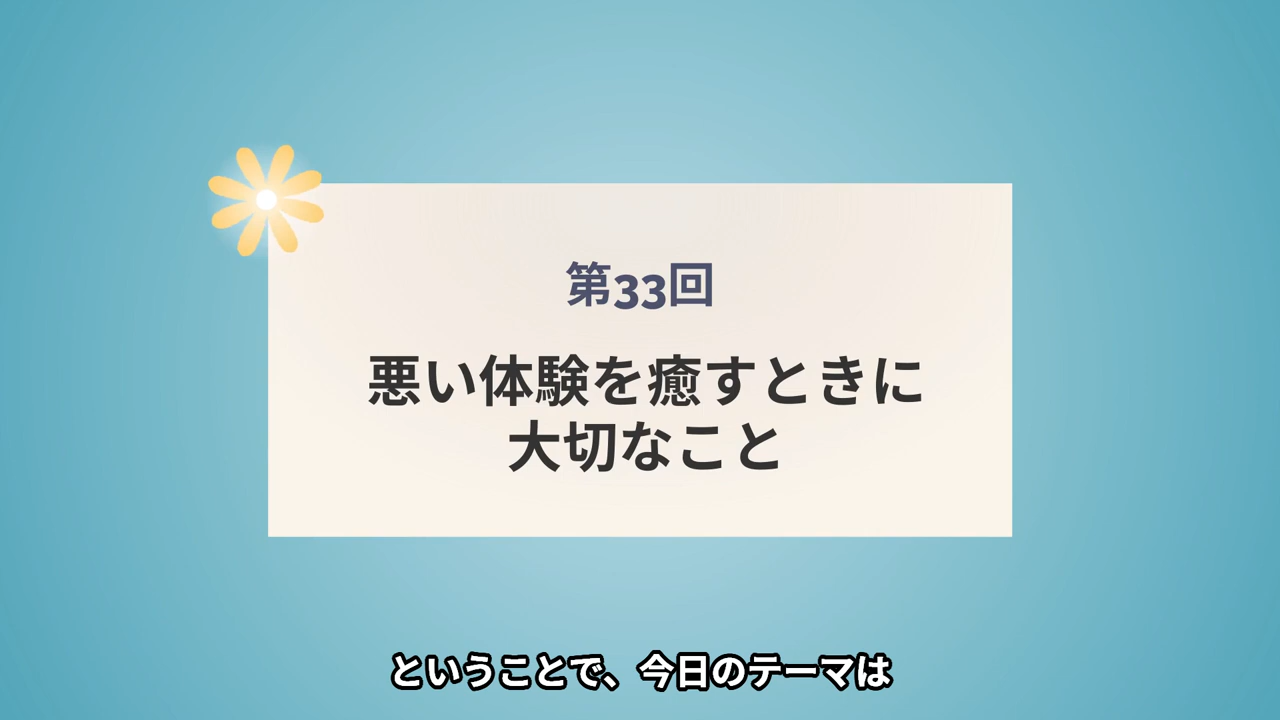 第33回
悪い体験を癒すときに
大切なこと
ということで、今日のテーマは